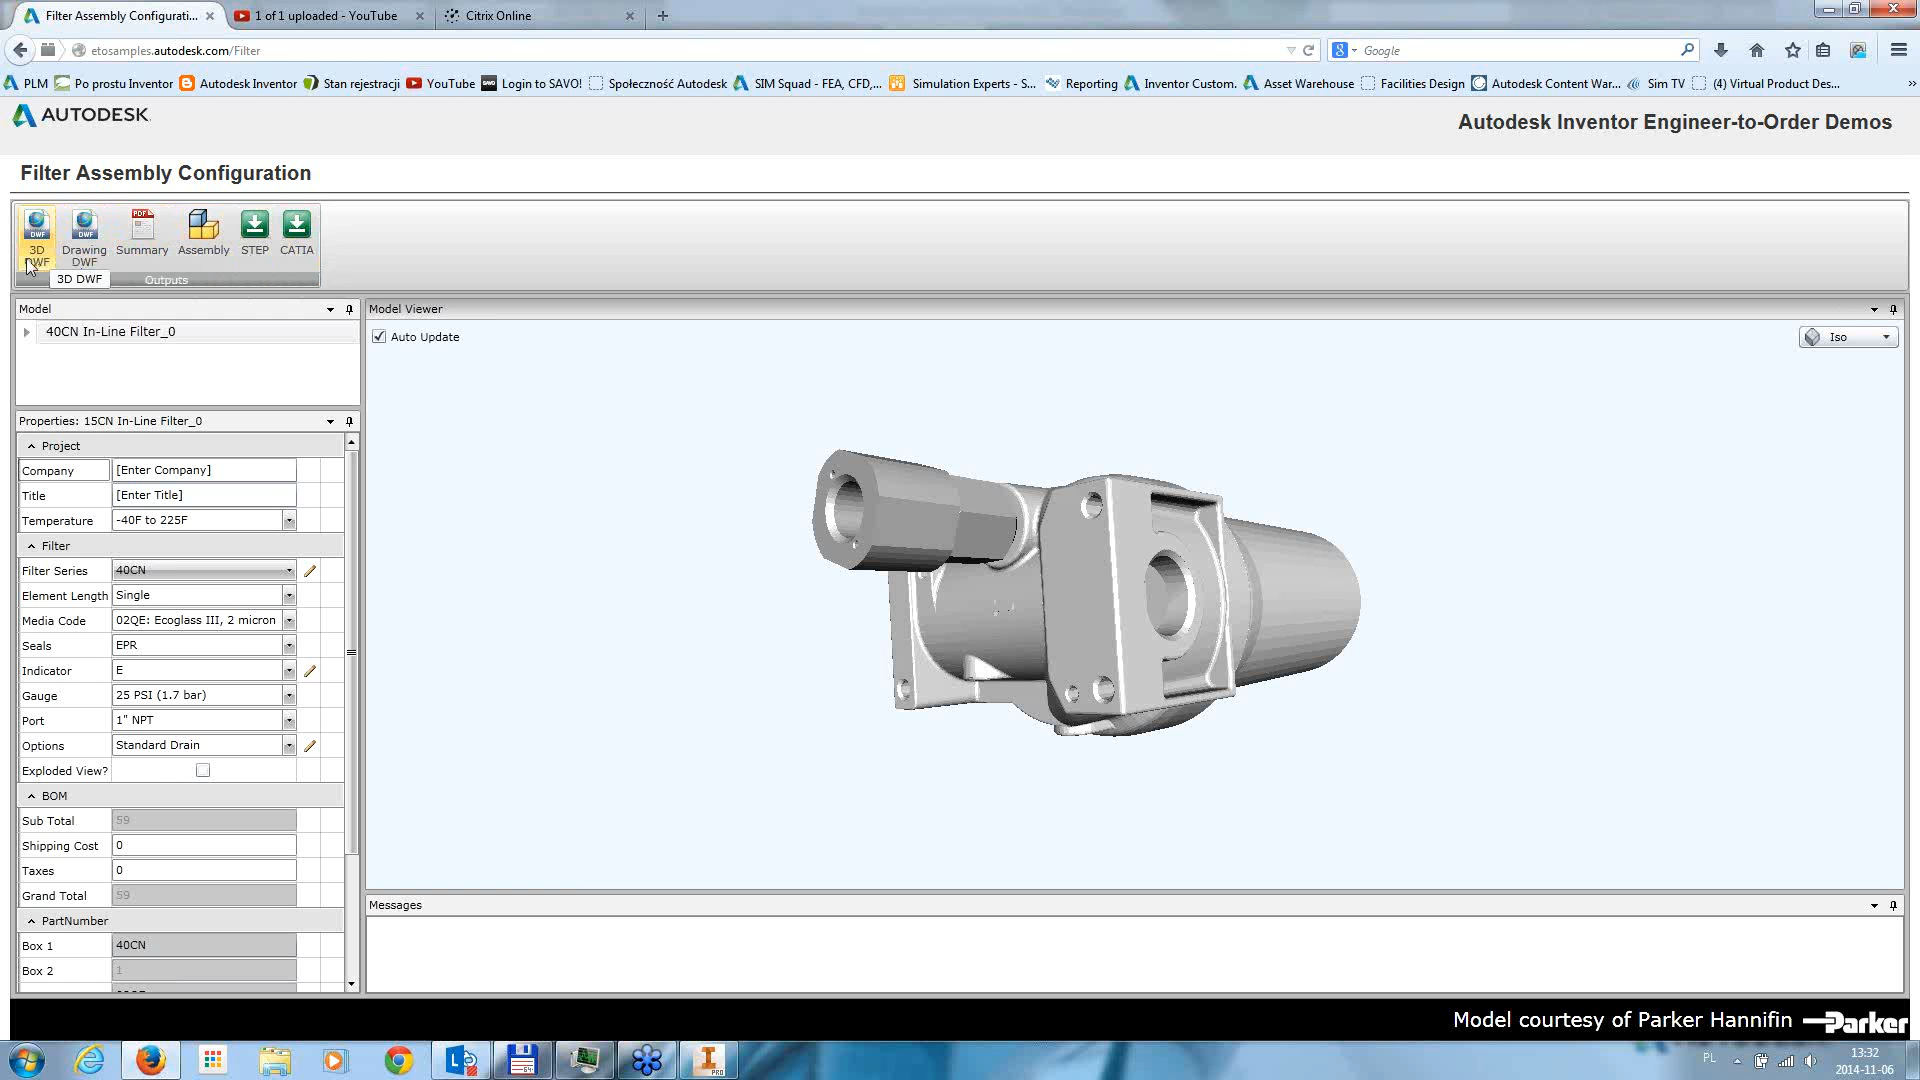 Filter Assembly Configurati...
1 of 1 uploaded - YouTube
Citrix Online
etosamples.autodesk.com/Filter
Google
PLM
Po prostu Inventor
Autodesk Inventor
Stan rejestracji
YouTube
Login to SAVO!
Społeczność Autodesk
SIM Squad - FEA, CFD,...
Simulation Experts - S...
Reporting
Inventor Custom.
Asset Warehouse
Facilities Design
Autodesk Content War...
Sim TV
(4) Virtual Product Des...
AUTODESK
Autodesk Inventor Engineer-to-Order Demos
Filter Assembly Configuration
3D DWF
Drawing DWF
Summary
Assembly
STEP
CATIA
3D DWF
Outputs
Model
40CN In-Line Filter_0
Model Viewer
Auto Update
Iso
Properties: 15CN In-Line Filter_0
Project
Company [Enter Company]
Title [Enter Title]
Temperature -40F to 225F
Filter
Filter Series 40CN
Element Length Single
Media Code 02QE: Ecoglass III, 2 micron
Seals EPR
Indicator E
Gauge 25 PSI (1.7 bar)
Port 1" NPT
Options Standard Drain
Exploded View?
BOM
Sub Total 59
Shipping Cost 0
Taxes 0
Grand Total 59
PartNumber
Box 1 40CN
Box 2 1
Messages
Model courtesy of Parker Hannifin
Parker
PL
13:32
2014-11-06